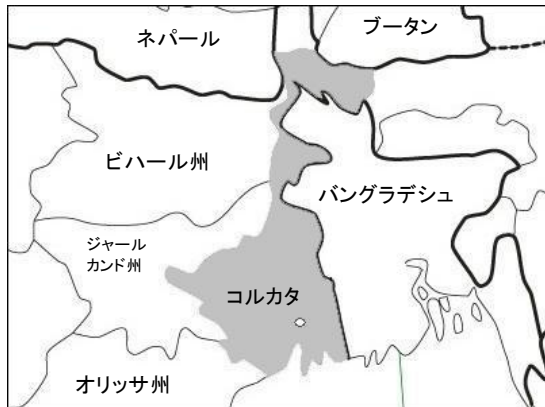 ネパール
ブータン
ビハール州
バングラデシュ
ジャール
カンド州
コルカタ
オリッサ州